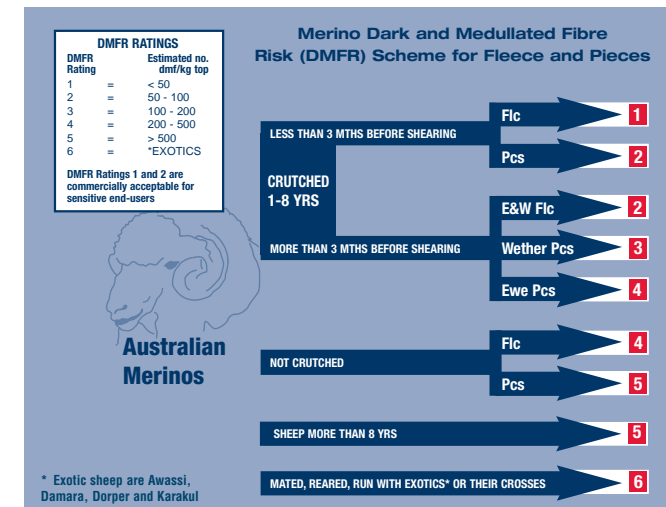 Merino Dark and Medullated Fibre
Risk (DMFR) Scheme for Fleece and Pieces
DMFR RATINGS
DMFR Estimated no.
Rating dmf/kg top
1 = < 50
2 = 50 - 100
3 = 100 - 200
4 = 200 - 500
5 = > 500
6 = *EXOTICS
DMFR Ratings 1 and 2 are
commercially acceptable for
sensitive end-users
Flc 1
LESS THAN 3 MTHS BEFORE SHEARING
Pcs 2
CRUTCHED
1-8 YRS
E&W Flc 2
MORE THAN 3 MTHS BEFORE SHEARING Wether Pcs 3
Ewe Pcs 4
Australian
Merinos
Flc 4
NOT CRUTCHED
Pcs 5
SHEEP MORE THAN 8 YRS 5
MATED, REARED, RUN WITH EXOTICS* OR THEIR CROSSES 6
* Exotic sheep are Awassi,
Damara, Dorper and Karakul